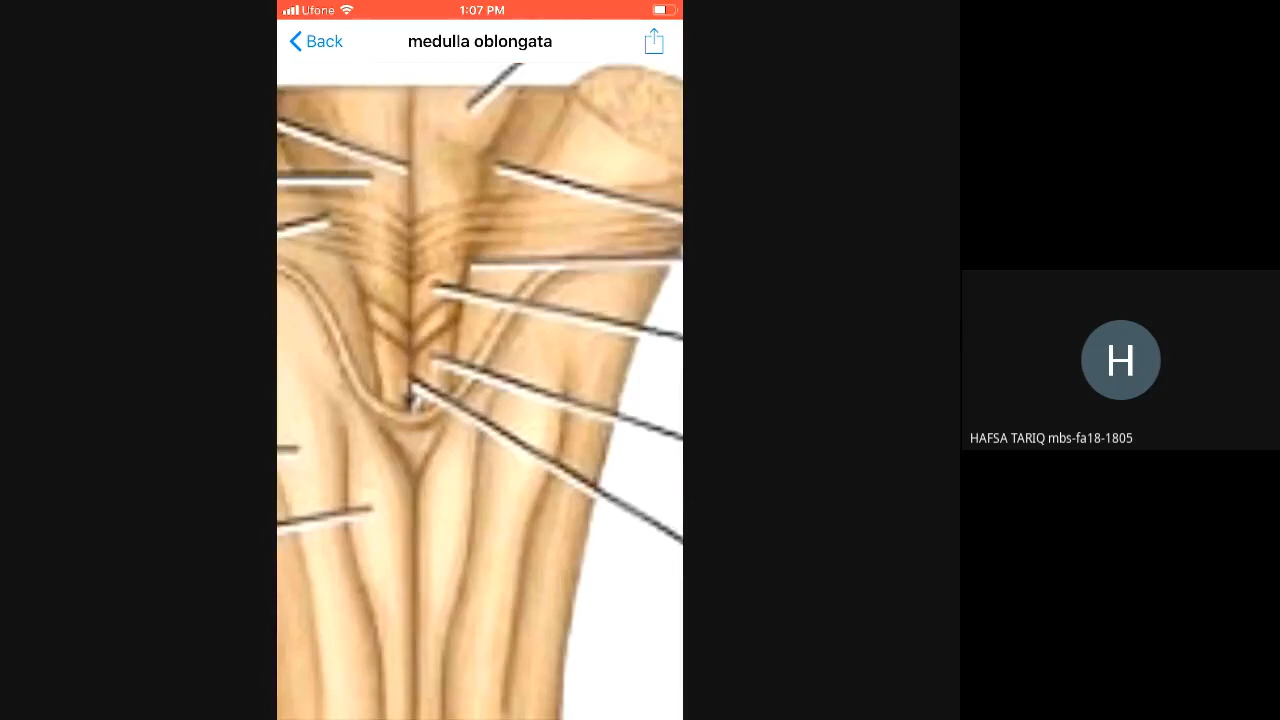 Ufone 1:07 PM
Back medulla oblongata
H
HAFSA TARIQ mbs-fa18-1805